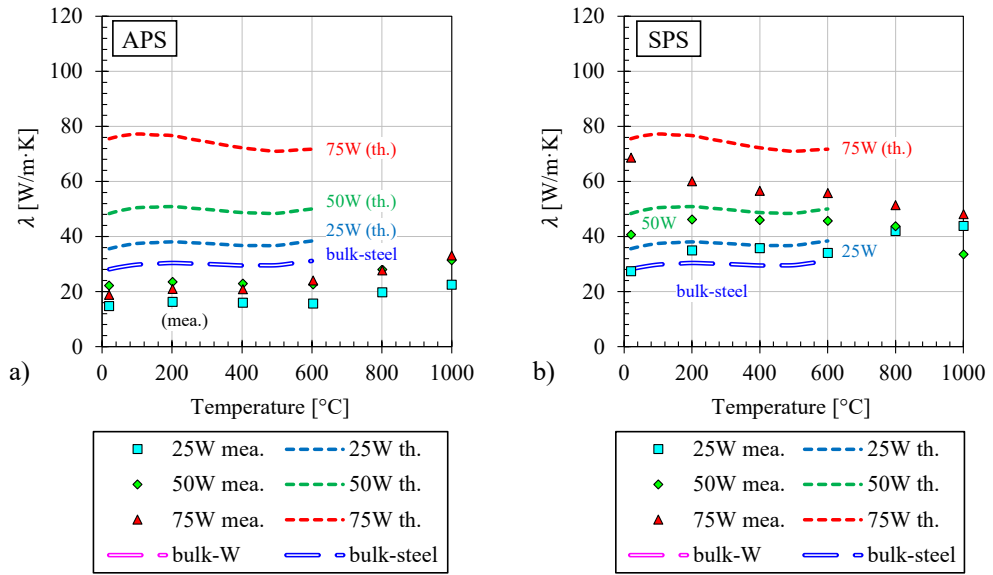 APS
120
100
80
60
40
20
0
λ [W/m·K]
75W (th.)
50W (th.)
25W (th.)
bulk-steel
(mea.)
0 200 400 600 800 1000
Temperature [°C]
a)
25W mea. 25W th.
50W mea. 50W th.
75W mea. 75W th.
bulk-W bulk-steel
SPS
120
100
80
60
40
20
0
λ [W/m·K]
75W (th.)
50W
25W
bulk-steel
0 200 400 600 800 1000
Temperature [°C]
b)
25W mea. 25W th.
50W mea. 50W th.
75W mea. 75W th.
bulk-W bulk-steel